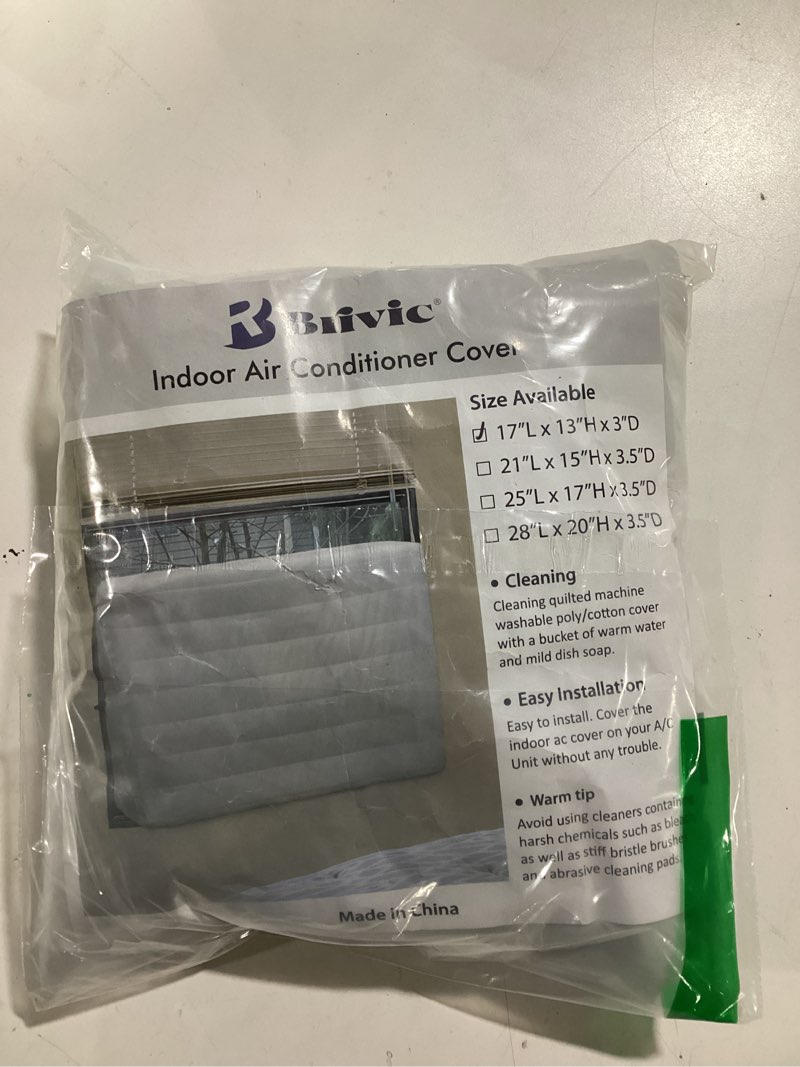 Brivic®
Indoor Air Conditioner Cover
Size Available
17"L x 13"H x 3"D
21"L x 15"H x 3.5"D
25"L x 17"H x 3.5"D
28"L x 20"H x 3.5"D
• Cleaning
Cleaning quilted machine
washable poly/cotton cover
with a bucket of warm water
and mild dish soap.
• Easy Installation
Easy to install. Cover the
indoor ac cover on your A/C
Unit without any trouble.
• Warm tip
Avoid using cleaners
harsh chemicals such as
as well as stiff bristle
and abrasive cleaning pads
Made in China